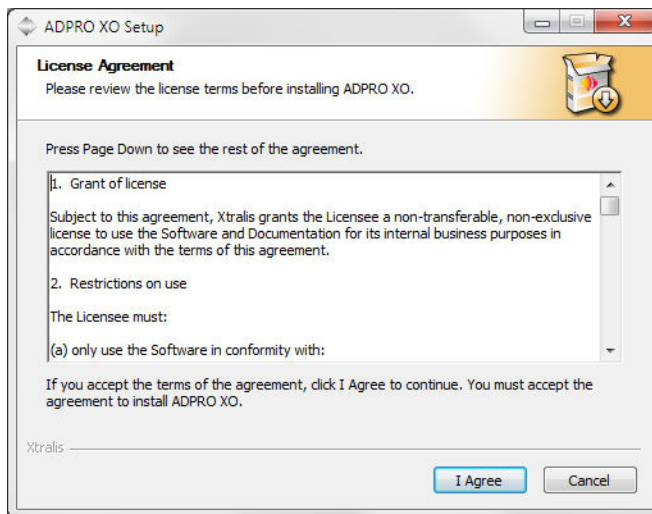 ADPRO XO Setup
License Agreement
Please review the license terms before installing ADPRO XO.
Press Page Down to see the rest of the agreement.
1. Grant of license
Subject to this agreement, Xtralis grants the Licensee a non-transferable, non-exclusive
license to use the Software and Documentation for its internal business purposes in
accordance with the terms of this agreement.
2. Restrictions on use
The Licensee must:
(a) only use the Software in conformity with:
If you accept the terms of the agreement, click I Agree to continue. You must accept the
agreement to install ADPRO XO.
Xtralis
I Agree
Cancel